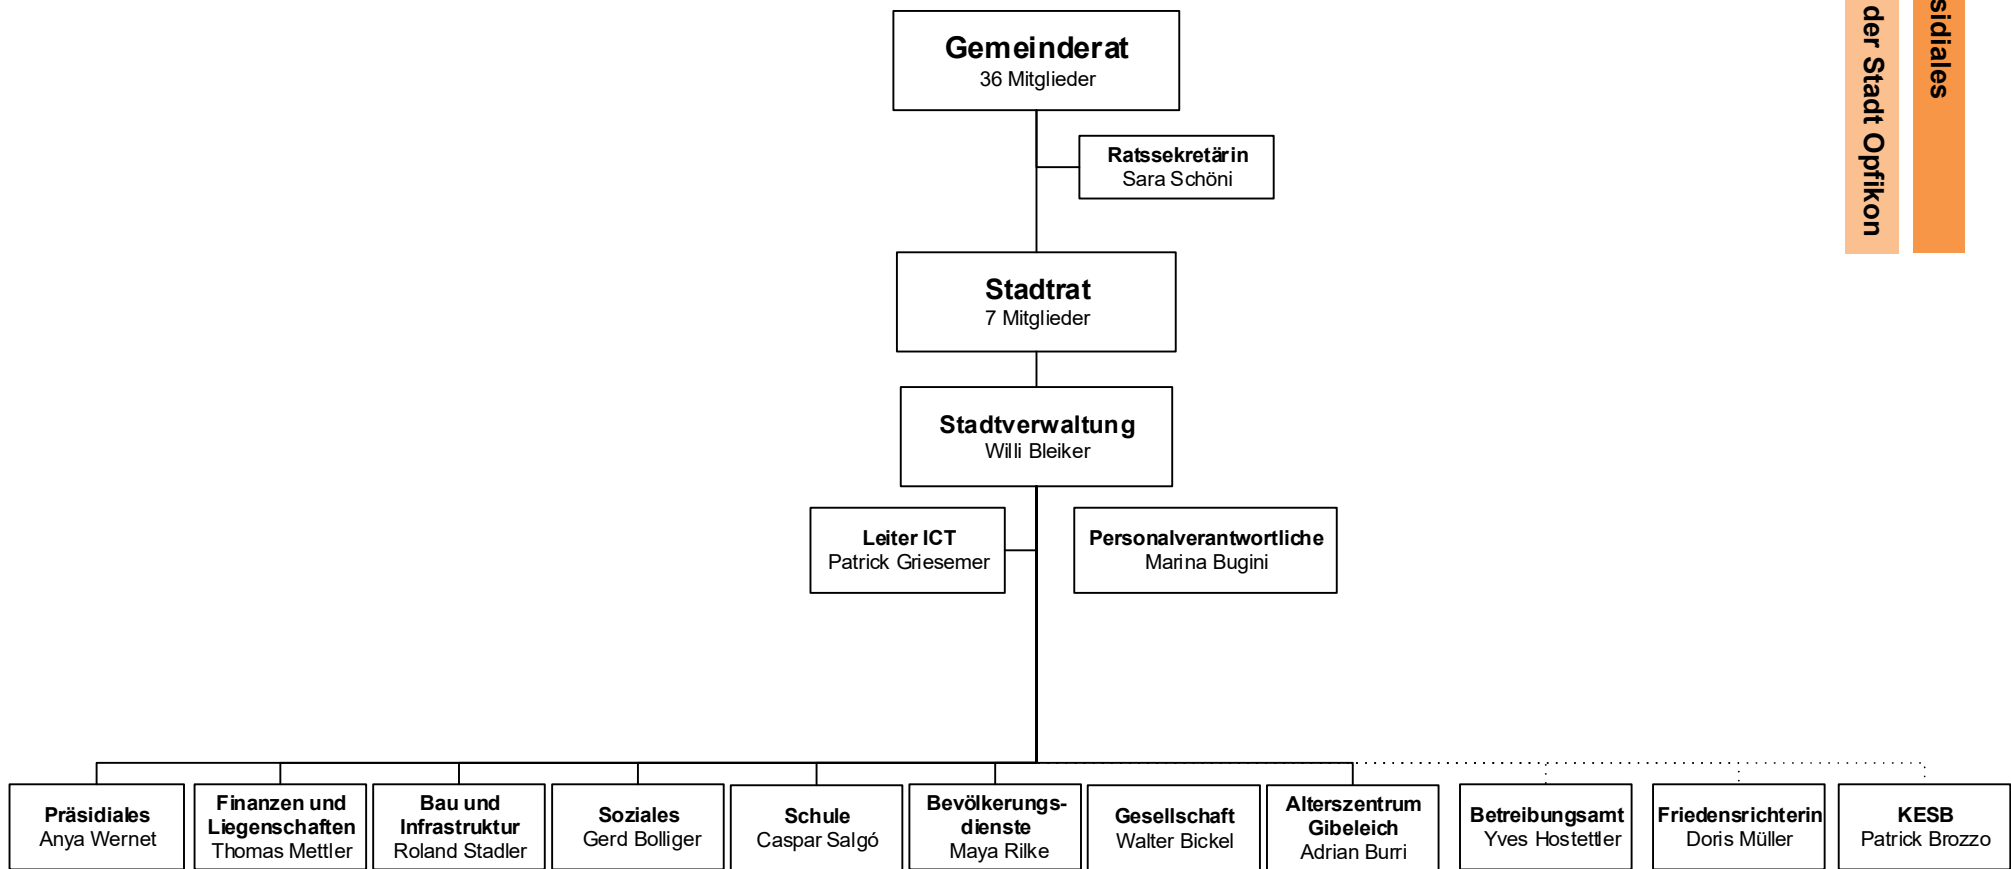 Gemeinderat
36 Mitglieder
Ratssekretärin
Sara Schöni
Stadtrat
7 Mitglieder
Stadtverwaltung
Willi Bleiker
Leiter ICT
Patrick Griesemer
Personalverantwortliche
Marina Bugini
Präsidiales
Anya Wernet
Finanzen und
Liegenschaften
Thomas Mettler
Bau und
Infrastruktur
Roland Stadler
Soziales
Gerd Bolliger
Schule
Caspar Salgó
Bevölkerungs-
dienste
Maya Rilke
Gesellschaft
Walter Bickel
Alterszentrum
Gibeleich
Adrian Burri
Betreibungsamt
Yves Hostettler
Friedensrichterin
Doris Müller
KESB
Patrick Brozzo
sidiales
der Stadt Opfikon